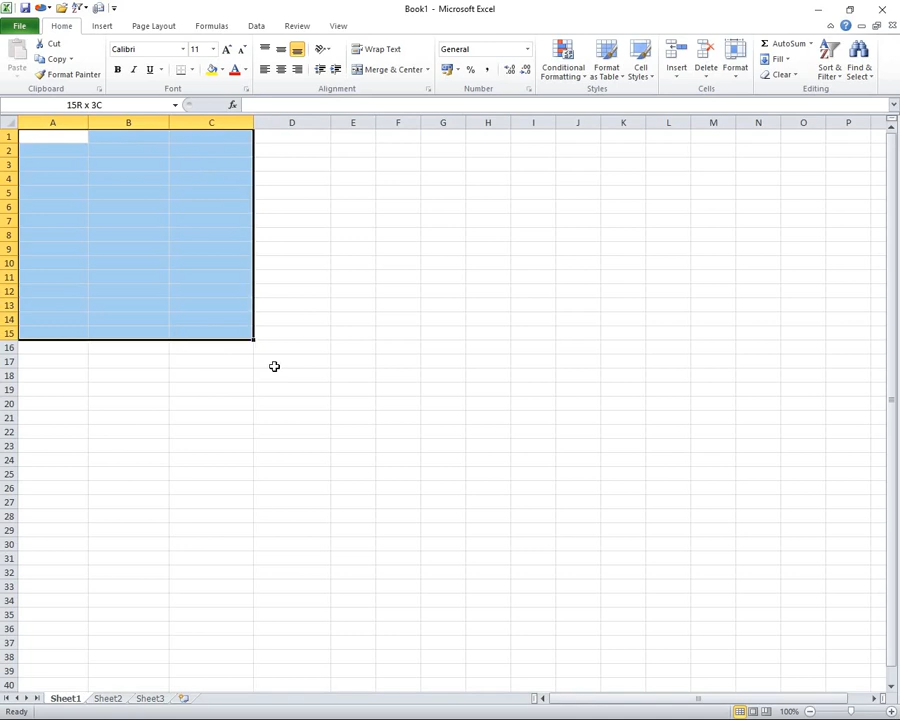 Book1 - Microsoft Excel
File Home Insert Page Layout Formulas Data Review View
Paste
Cut
Copy
Format Painter
Clipboard
Calibri 11
B I U
Font
Wrap Text
Merge & Center
Alignment
General
$ % ,
Number
Conditional Formatting
Format as Table
Cell Styles
Styles
Insert Delete Format
Cells
Σ AutoSum
Fill
Clear
Sort & Filter
Find & Select
Editing
15R x 3C fx
A B C D E F G H I J K L M N O P
1
2
3
4
5
6
7
8
9
10
11
12
13
14
15
16
17
18
19
20
21
22
23
24
25
26
27
28
29
30
31
32
33
34
35
36
37
38
39
40
Sheet1 Sheet2 Sheet3
Ready 100%